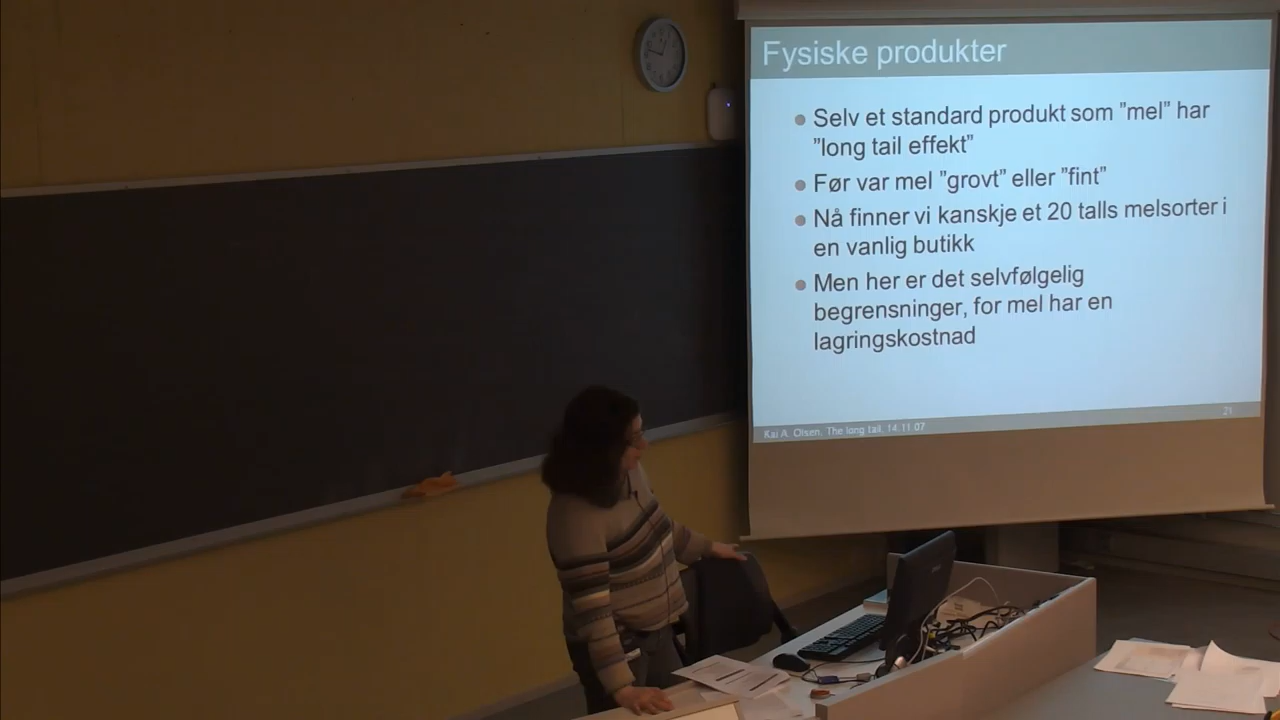 Fysiske produkter
Selv et standard produkt som ”mel” har
”long tail effekt”
Før var mel ”grovt” eller ”fint”
Nå finner vi kanskje et 20 talls melsorter i
en vanlig butikk
Men her er det selvfølgelig
begrensninger, for mel har en
lagringskostnad
21
Kai A. Olsen, The long tail, 14.11.07